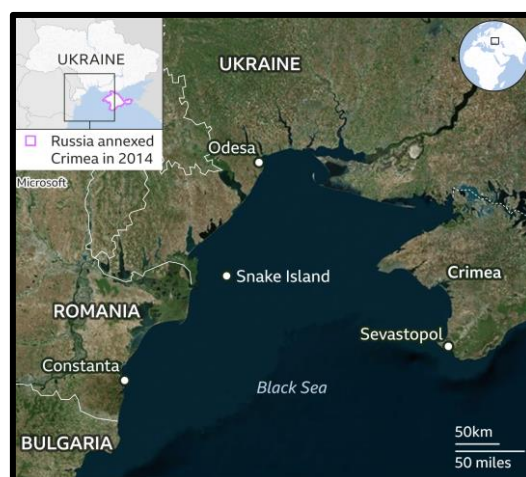 UKRAINE
Russia annexed
Crimea in 2014
Microsoft
UKRAINE
Odesa
Snake Island
Crimea
ROMANIA
Sevastopol
Constanta
Black Sea
BULGARIA
50km
50 miles